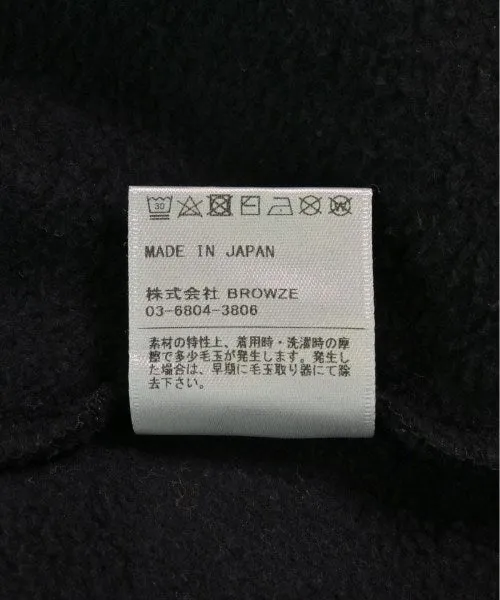 30
MADE IN JAPAN
株式会社 BROWZE
03-6804-3806
素材の特性上、着用時・洗濯時の摩
擦で多少毛玉が発生します。発生し
た場合は、早期に毛玉取り器にて除
去下さい。